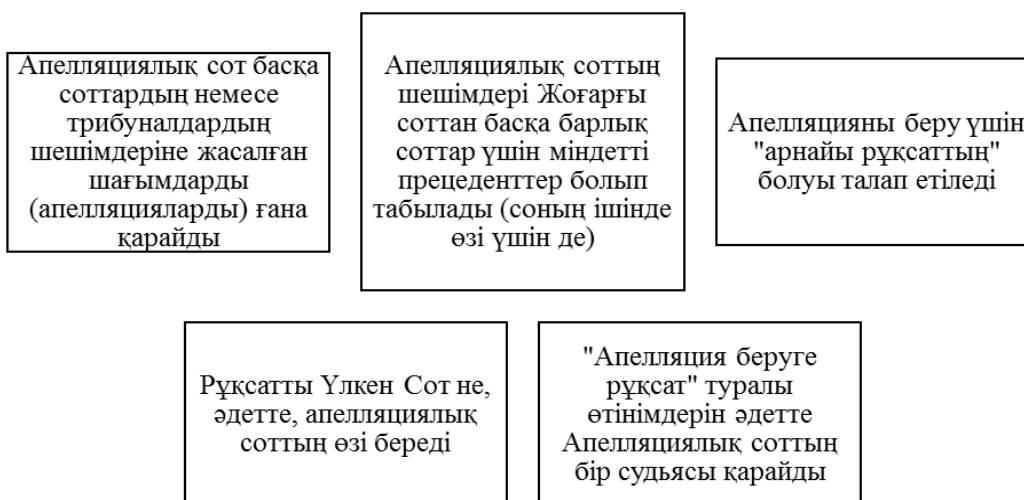 Апелляциялық сот басқа
соттардың немесе
трибуналдардың
шешімдеріне жасалған
шағымдарды
(апелляцияларды) ғана
қарайды
Апелляциялық соттың
шешімдері Жоғарғы
соттан басқа барлық
соттар үшін міндетті
прецеденттер болып
табылады (соның ішінде
өзі үшін де)
Апелляцияны беру үшін
"арнайы рұқсаттың"
болуы талап етіледі
Рұқсатты Үлкен Сот не,
әдетте, апелляциялық
соттың өзі береді
"Апелляция беруге
рұқсат" туралы
өтінімдерін әдетте
Апелляциялық соттың
бір судьясы қарайды